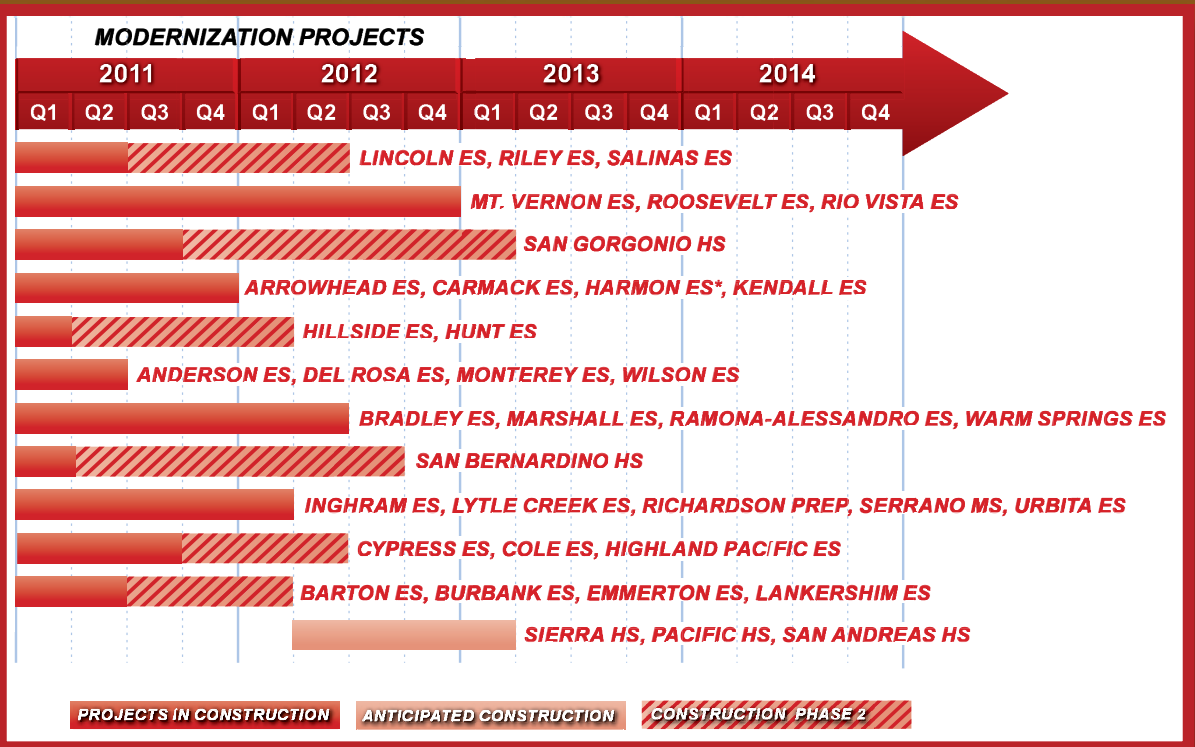 MODERNIZATION PROJECTS
2011 2012 2013 2014
Q1 Q2 Q3 Q4 Q1 Q2 Q3 Q4 Q1 Q2 Q3 Q4 Q1 Q2 Q3 Q4
LINCOLN ES, RILEY ES, SALINAS ES
MT. VERNON ES, ROOSEVELT ES, RIO VISTA ES
SAN GORGONIO HS
ARROWHEAD ES, CARMACK ES, HARMON ES*, KENDALL ES
HILLSIDE ES, HUNT ES
ANDERSON ES, DEL ROSA ES, MONTEREY ES, WILSON ES
BRADLEY ES, MARSHALL ES, RAMONA-ALESSANDRO ES, WARM SPRINGS ES
SAN BERNARDINO HS
INGHRAM ES, LYTLE CREEK ES, RICHARDSON PREP, SERRANO MS, URBITA ES
CYPRESS ES, COLE ES, HIGHLAND PACIFIC ES
BARTON ES, BURBANK ES, EMMERTON ES, LANKERSHIM ES
SIERRA HS, PACIFIC HS, SAN ANDREAS HS
PROJECTS IN CONSTRUCTION ANTICIPATED CONSTRUCTION CONSTRUCTION PHASE 2